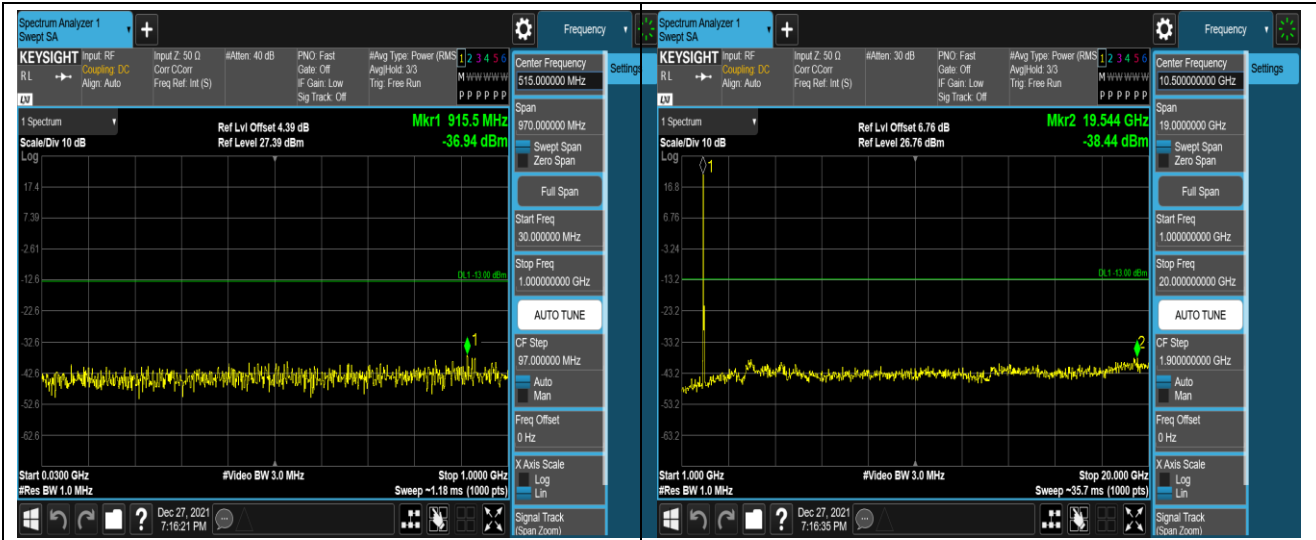 Spectrum Analyzer 1
Swept SA
+
Frequency
KEYSIGHT
Input: RF
Input Z: 50 Ω
#Atten: 40 dB
PNO: Fast
#Avg Type: Power (RMS
1 2 3 4 5 6
Coupling: DC
Corr CCorr
Gate: Off
Avg|Hold: 3/3
M W W W W W
RL
Align: Auto
Freq Ref: Int (S)
IF Gain: Low
Trig: Free Run
Sig Track: Off
P P P P P P
LXI
1 Spectrum
Ref Lvl Offset 4.39 dB
Mkr1 915.5 MHz
Scale/Div 10 dB
Ref Level 27.39 dBm
-36.94 dBm
Log
1
17.4
7.39
-2.61
-12.6
-22.6
-32.6
-42.6
-52.6
-62.6
DL1 -13.00 dBm
Start 0.0300 GHz
#Video BW 3.0 MHz
Stop 1.0000 GHz
#Res BW 1.0 MHz
Sweep ~1.18 ms (1000 pts)
Dec 27, 2021
7:16:21 PM
?
Center Frequency
515.000000 MHz
Settings
Span
970.000000 MHz
Swept Span
Zero Span
Full Span
Start Freq
30.000000 MHz
Stop Freq
1.000000000 GHz
AUTO TUNE
CF Step
97.000000 MHz
Auto
Man
Freq Offset
0 Hz
X Axis Scale
Log
Lin
Signal Track
(Span Zoom)
Spectrum Analyzer 1
Swept SA
+
Frequency
KEYSIGHT
Input: RF
Input Z: 50 Ω
#Atten: 30 dB
PNO: Fast
#Avg Type: Power (RMS
1 2 3 4 5 6
Coupling: DC
Corr CCorr
Gate: Off
Avg|Hold: 3/3
M W W W W W
RL
Align: Auto
Freq Ref: Int (S)
IF Gain: Low
Trig: Free Run
Sig Track: Off
P P P P P P
LXI
1 Spectrum
Ref Lvl Offset 6.76 dB
Mkr2 19.544 GHz
Scale/Div 10 dB
Ref Level 26.76 dBm
-38.44 dBm
Log
1
2
16.8
6.76
-3.24
-13.2
-23.2
-33.2
-43.2
-53.2
-63.2
DL1 -13.00 dBm
Start 1.000 GHz
#Video BW 3.0 MHz
Stop 20.000 GHz
#Res BW 1.0 MHz
Sweep ~35.7 ms (1000 pts)
Dec 27, 2021
7:16:35 PM
?
Center Frequency
10.500000000 GHz
Settings
Span
19.0000000 GHz
Swept Span
Zero Span
Full Span
Start Freq
1.000000000 GHz
Stop Freq
20.000000000 GHz
AUTO TUNE
CF Step
1.900000000 GHz
Auto
Man
Freq Offset
0 Hz
X Axis Scale
Log
Lin
Signal Track
(Span Zoom)